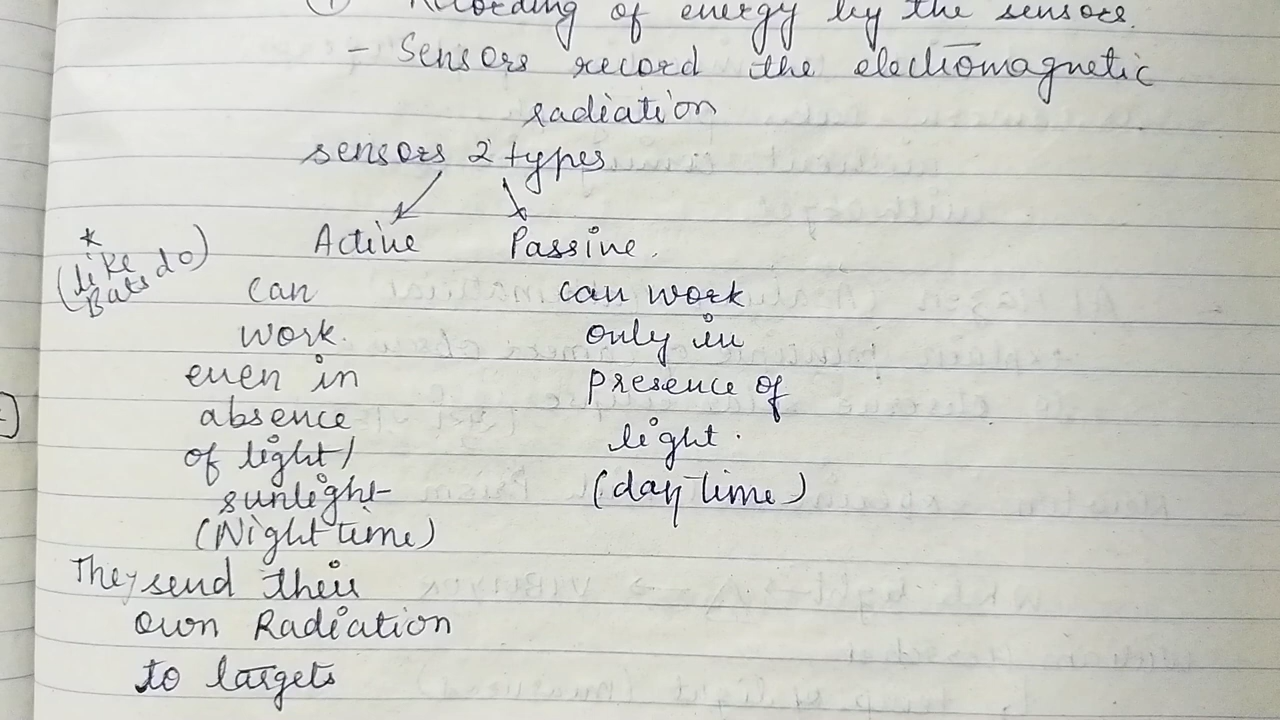 ① Recording of energy by the sensors.
- Sensors record the electromagnetic
radiation
sensors 2 types
Active Passive.
* (like Bats do)
can
work.
even in
absence
of light/
sunlight
(Night time)
They send their
own Radiation
to targets
can work
only in
presence of
light.
(day time)